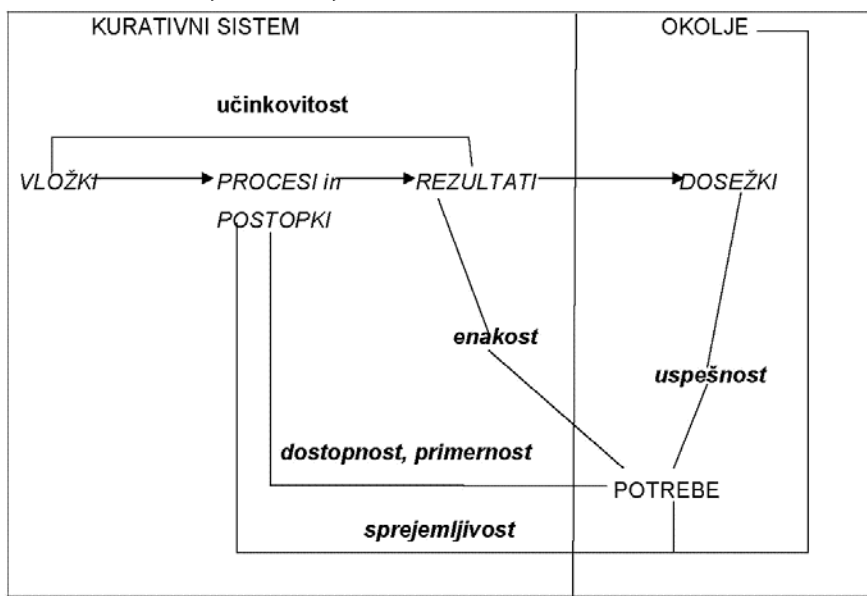 KURATIVNI SISTEM
OKOLJE
učinkovitost
VLOŽKI
PROCESI in
REZULTATI
DOSEŽKI
POSTOPKI
enakost
uspešnost
dostopnost, primernost
POTREBE
sprejemljivost